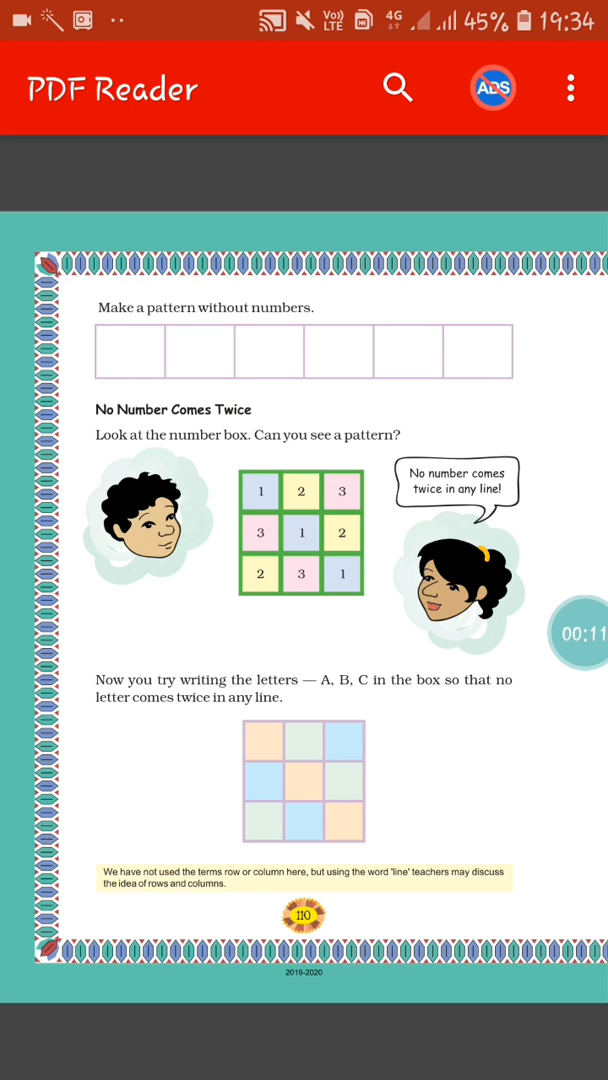 Vo)) LTE 4G 45% 19:34
PDF Reader
ADS
Make a pattern without numbers.
No Number Comes Twice
Look at the number box. Can you see a pattern?
No number comes
twice in any line!
1 2 3
3 1 2
2 3 1
00:11
Now you try writing the letters — A, B, C in the box so that no
letter comes twice in any line.
We have not used the terms row or column here, but using the word 'line' teachers may discuss
the idea of rows and columns.
110
2019-2020